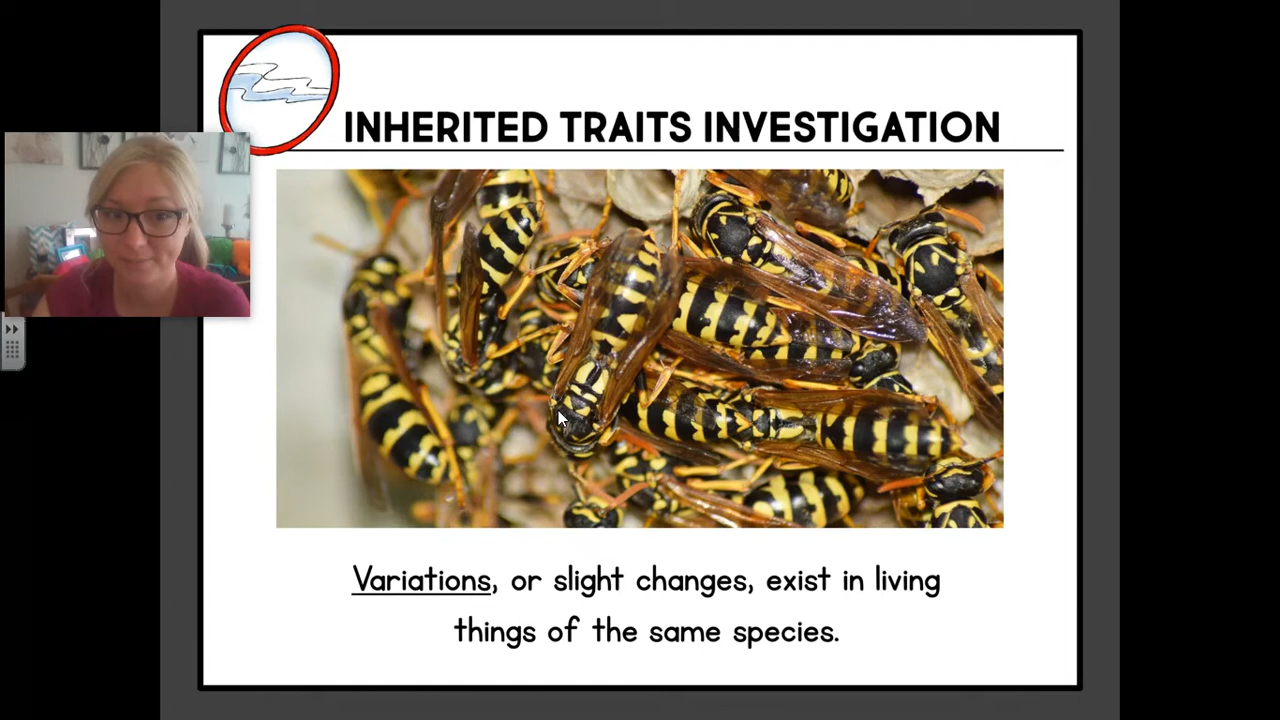 INHERITED TRAITS INVESTIGATION
Variations, or slight changes, exist in living
things of the same species.